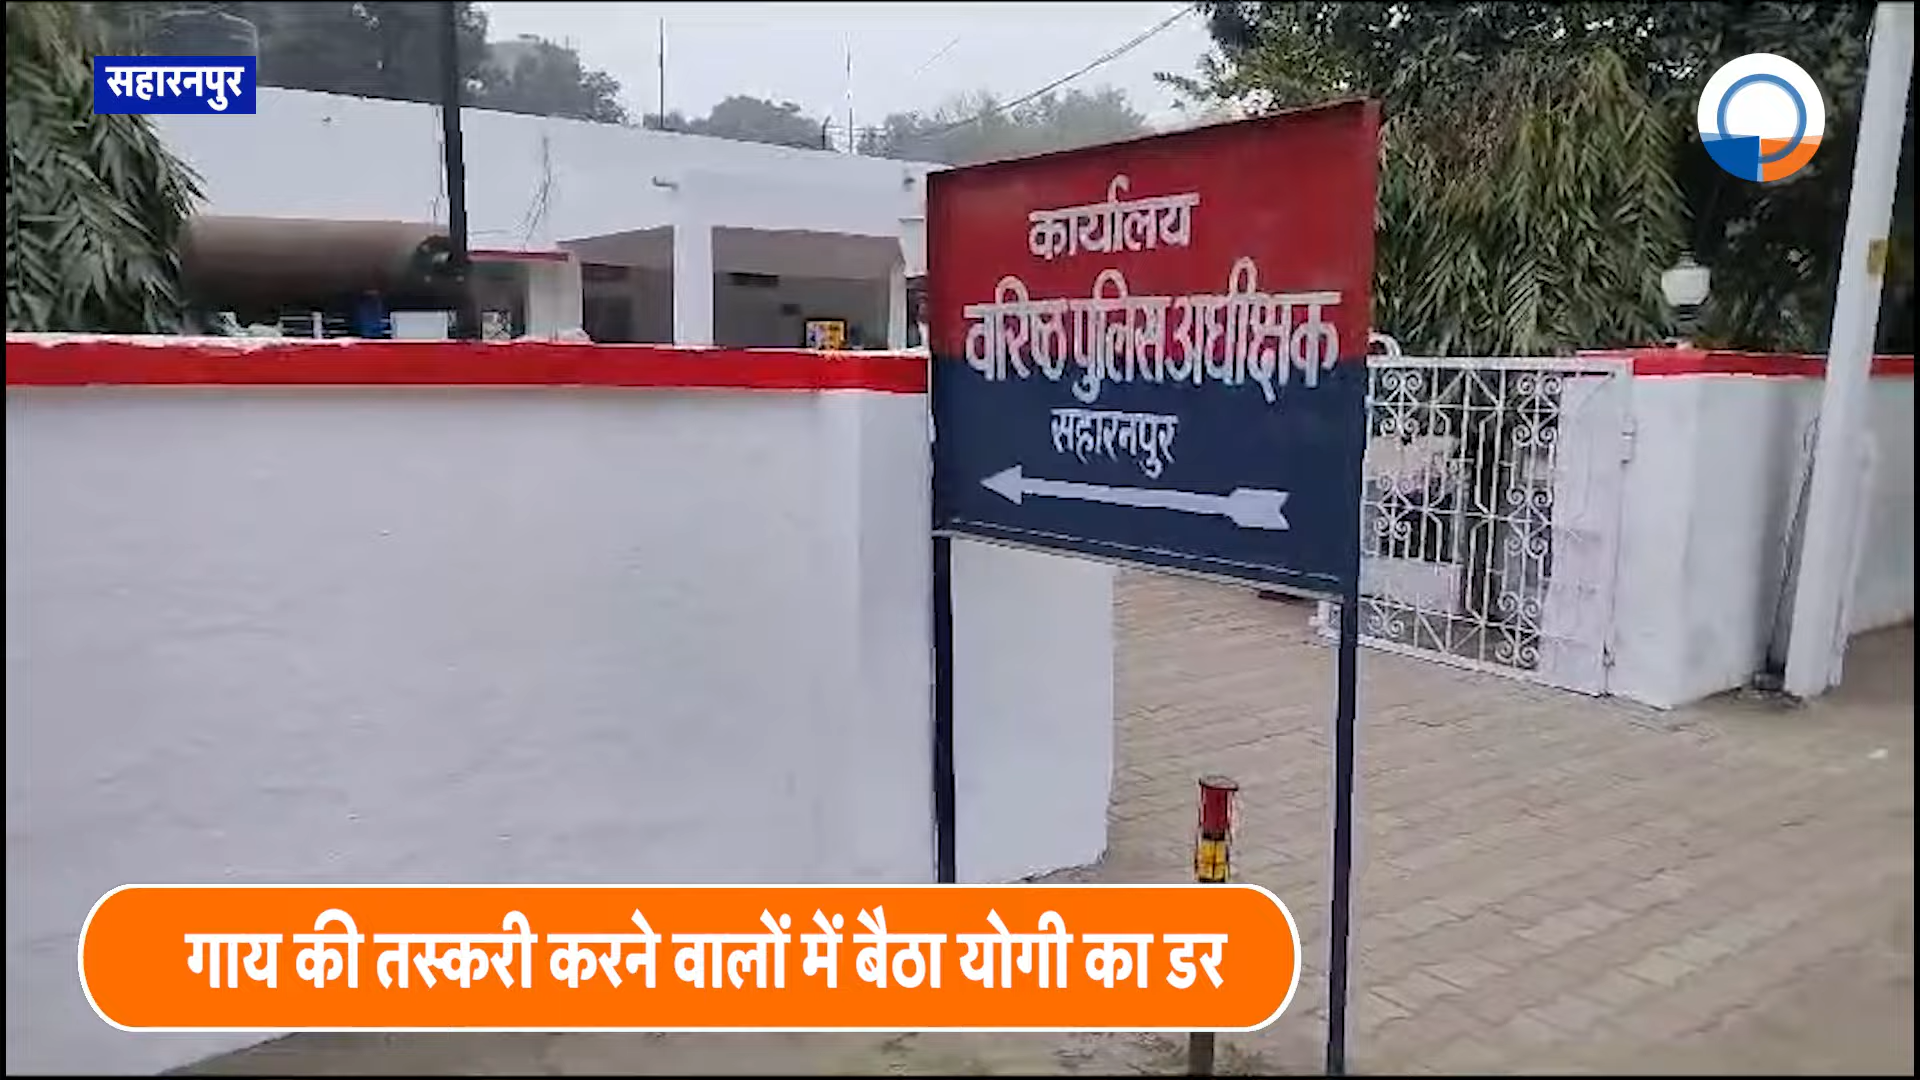 सहारनपुर
कार्यालय
वरिष्ठ पुलिस अधीक्षक
सहारनपुर
गाय की तस्करी करने वालों में बैठा योगी का डर